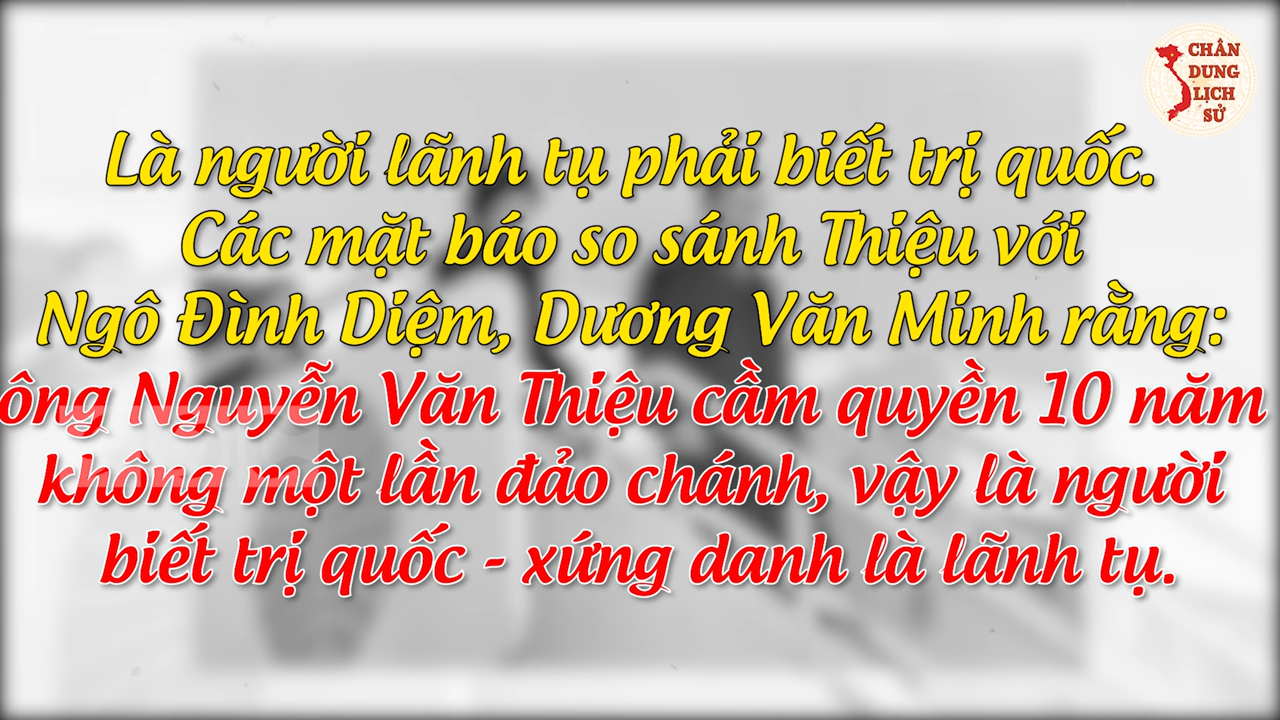 CHÂN
DUNG
LỊCH
SỬ
Là người lãnh tụ phải biết trị quốc.
Các mặt báo so sánh Thiệu với
Ngô Đình Diệm, Dương Văn Minh rằng:
ông Nguyễn Văn Thiệu cầm quyền 10 năm
không một lần đảo chánh, vậy là người
biết trị quốc - xứng danh là lãnh tụ.